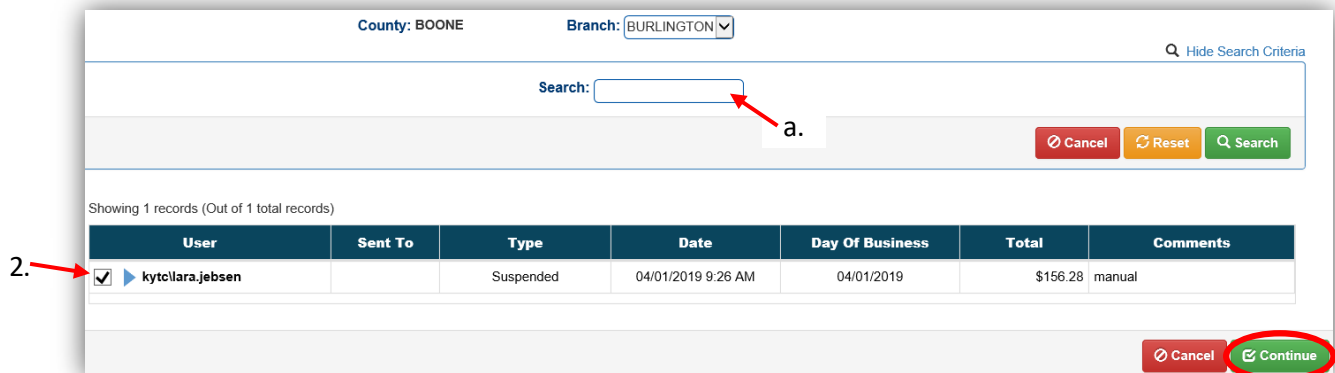 County: BOONE Branch: BURLINGTON
Hide Search Criteria
Search:
a.
Cancel Reset Search
Showing 1 records (Out of 1 total records)
User Sent To Type Date Day Of Business Total Comments
2. kytc\lara.jebsen Suspended 04/01/2019 9:26 AM 04/01/2019 $156.28 manual
Cancel Continue